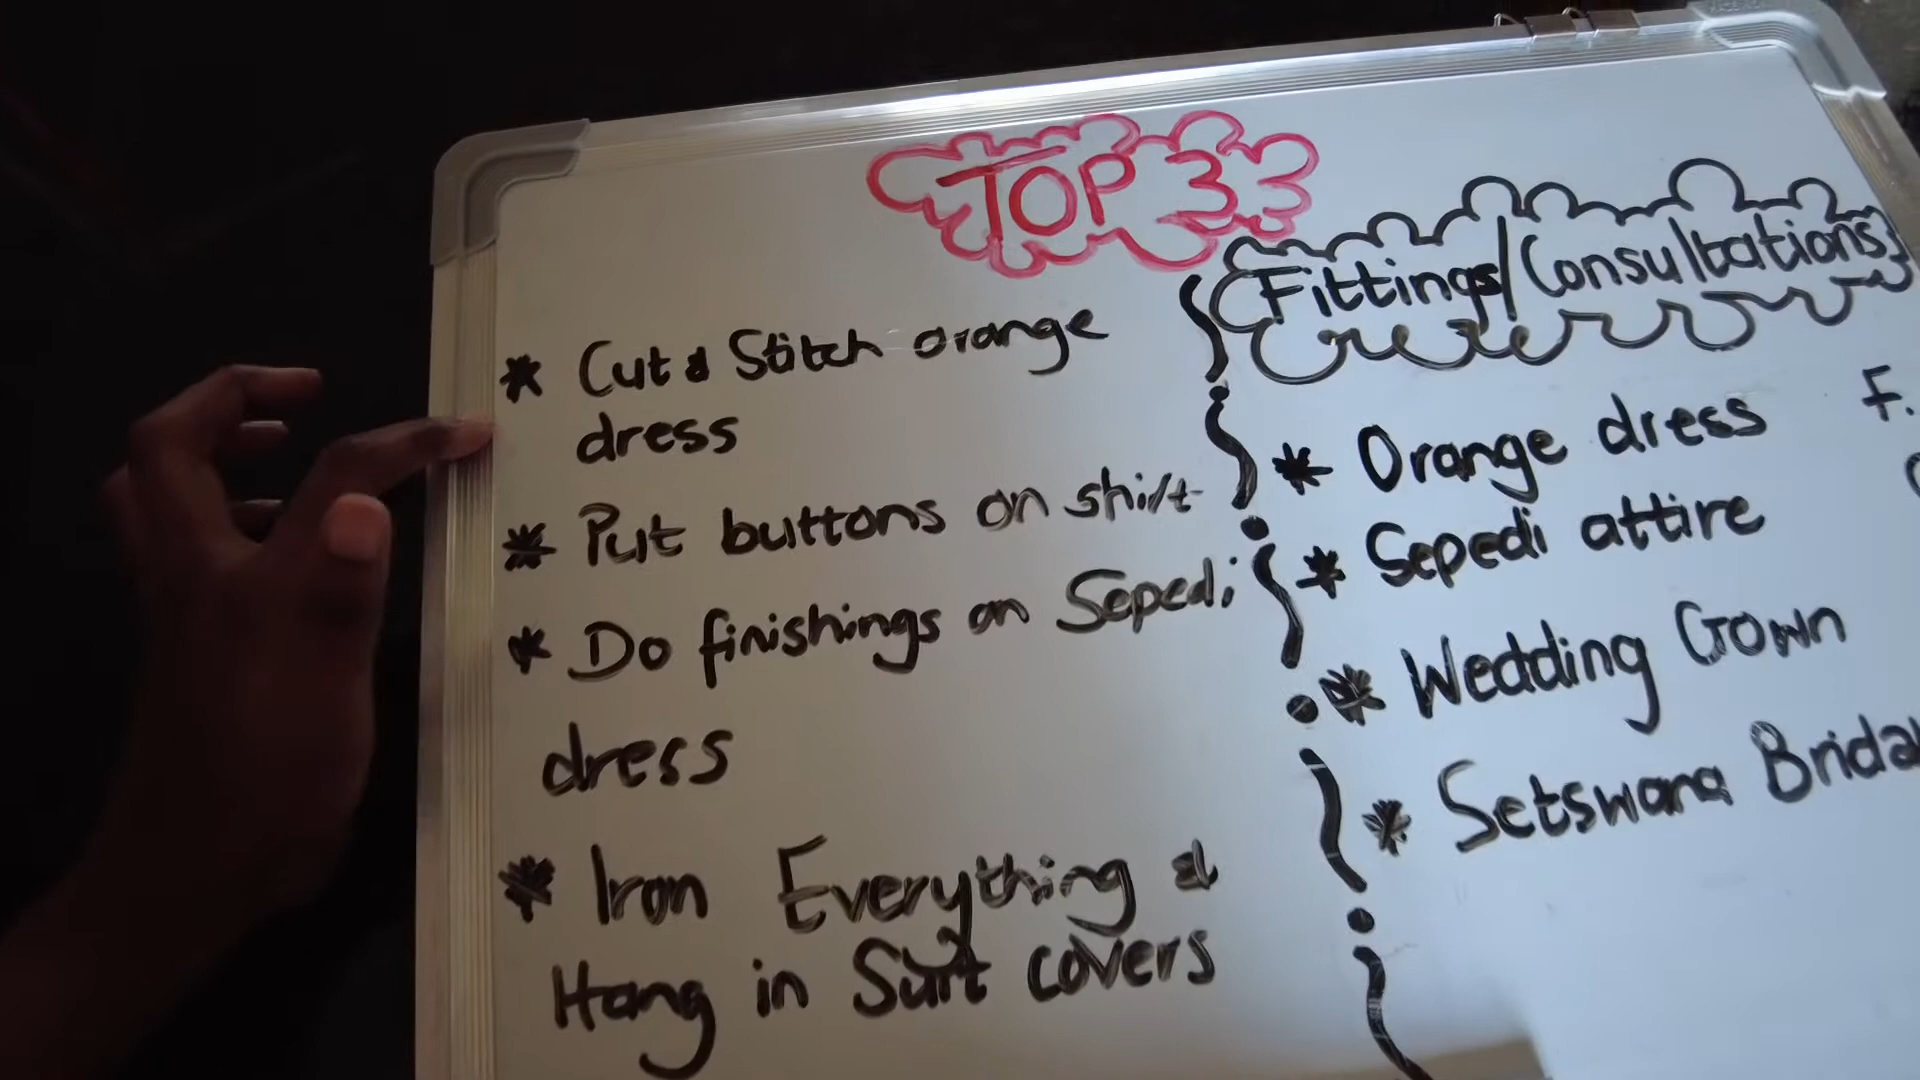 TOP 3
* Cut & Stitch orange
dress
* Put buttons on shirt
* Do finishings on Sepedi
dress
* Iron Everything &
Hang in Suit covers
Fittings/Consultations
* Orange dress
* Sepedi attire
* Wedding Gown
* Setswana Bridal
F.